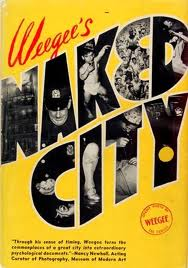 Weegee's
NAKED
CITY
"Through his sense of timing, Weegee turns the
commonplaces of a great city into extraordinary
psychological documents."—Nancy Newhall, Acting
Curator of Photography, Museum of Modern Art
WEEGEE